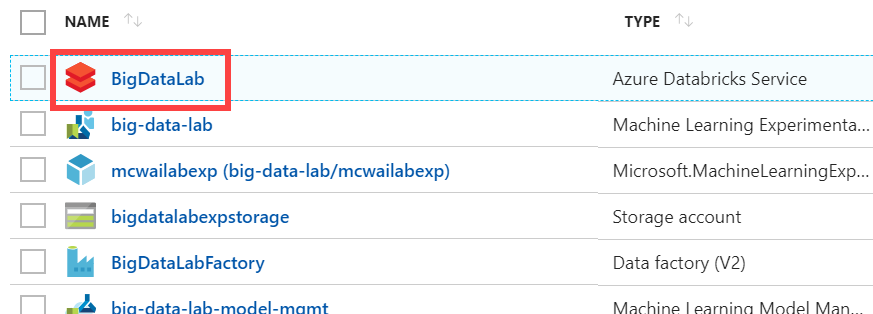 NAME TYPE
BigDataLab Azure Databricks Service
big-data-lab Machine Learning Experimenta...
mcwailabexp (big-data-lab/mcwailabexp) Microsoft.MachineLearningExp...
bigdatalabexpstorage Storage account
BigDataLabFactory Data factory (V2)
big-data-lab-model-mgmt Machine Learning Model Man...